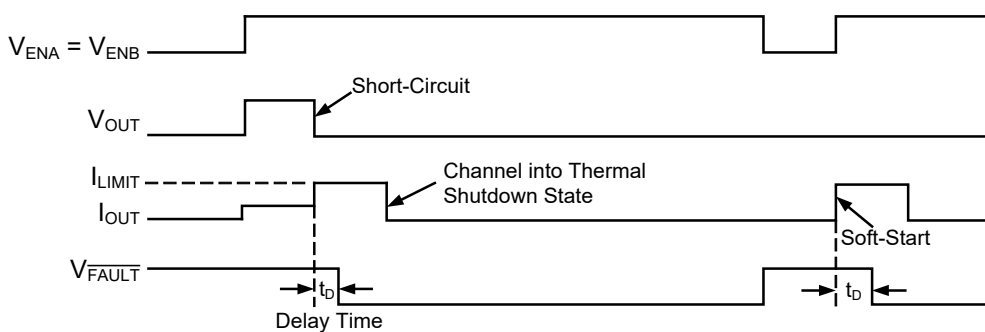 VENA = VENB
Short-Circuit
VOUT
ILIMIT
Channel into Thermal
Shutdown State
IOUT
Soft-Start
VFAULT
tD
tD
Delay Time